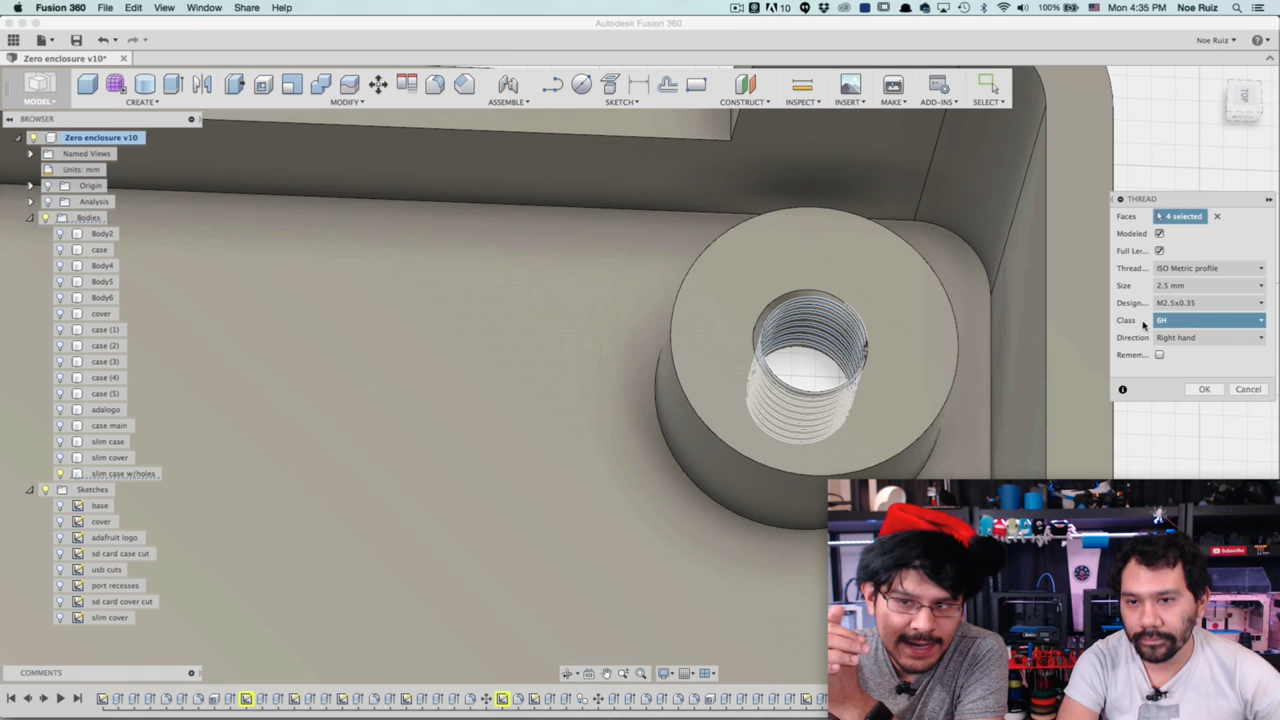 Fusion 360 File Edit View Window Share Help
10 100% Mon 4:35 PM Noe Ruiz
Autodesk Fusion 360
Noe Ruiz
Zero enclosure v10*
MODEL CREATE MODIFY ASSEMBLE SKETCH CONSTRUCT INSPECT INSERT MAKE ADD-INS SELECT
TOP
BROWSER
Zero enclosure v10
Named Views
Units: mm
Origin
Analysis
Bodies
Body2
case
Body4
Body5
Body6
cover
case (1)
case (2)
case (3)
case (4)
case (5)
adalogo
case main
slim case
slim cover
slim case w/holes
Sketches
base
cover
adafruit logo
sd card case cut
usb cuts
port recesses
sd card cover cut
slim cover
THREAD
Faces 4 selected
Modeled
Full Le...
Thread... ISO Metric profile
Size 2.5 mm
Design... M2.5x0.35
Class 6H
Direction Right hand
Remem...
OK Cancel
Subscribe
COMMENTS